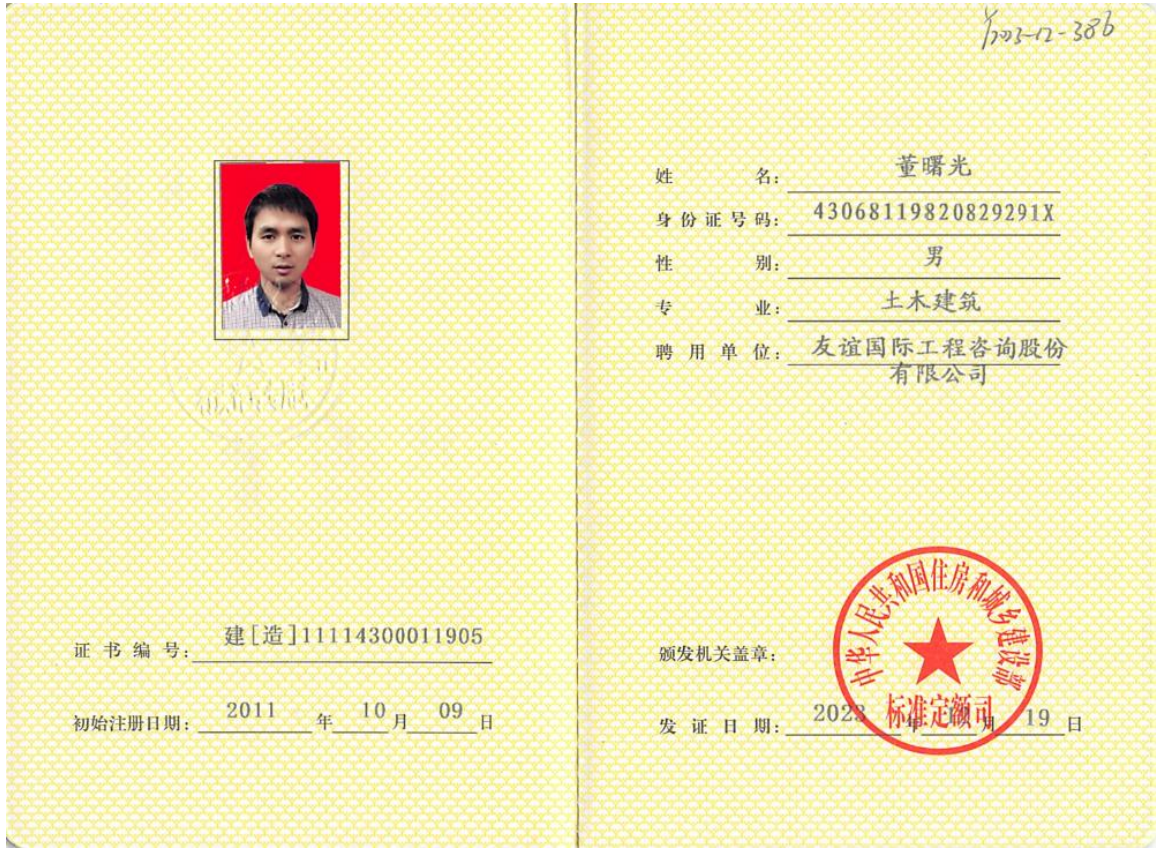 建[造]11114300011905
证书编号:
初始注册日期: 2011 年 10 月 09 日
姓名: 董曙光
身份证号码: 43068119820829291X
性别: 男
专业: 土木建筑
聘用单位: 友谊国际工程咨询股份
有限公司
中华人民共和国住房和城乡建设部
标准定额司
颁发机关盖章:
发证日期: 2023 年 月 19 日